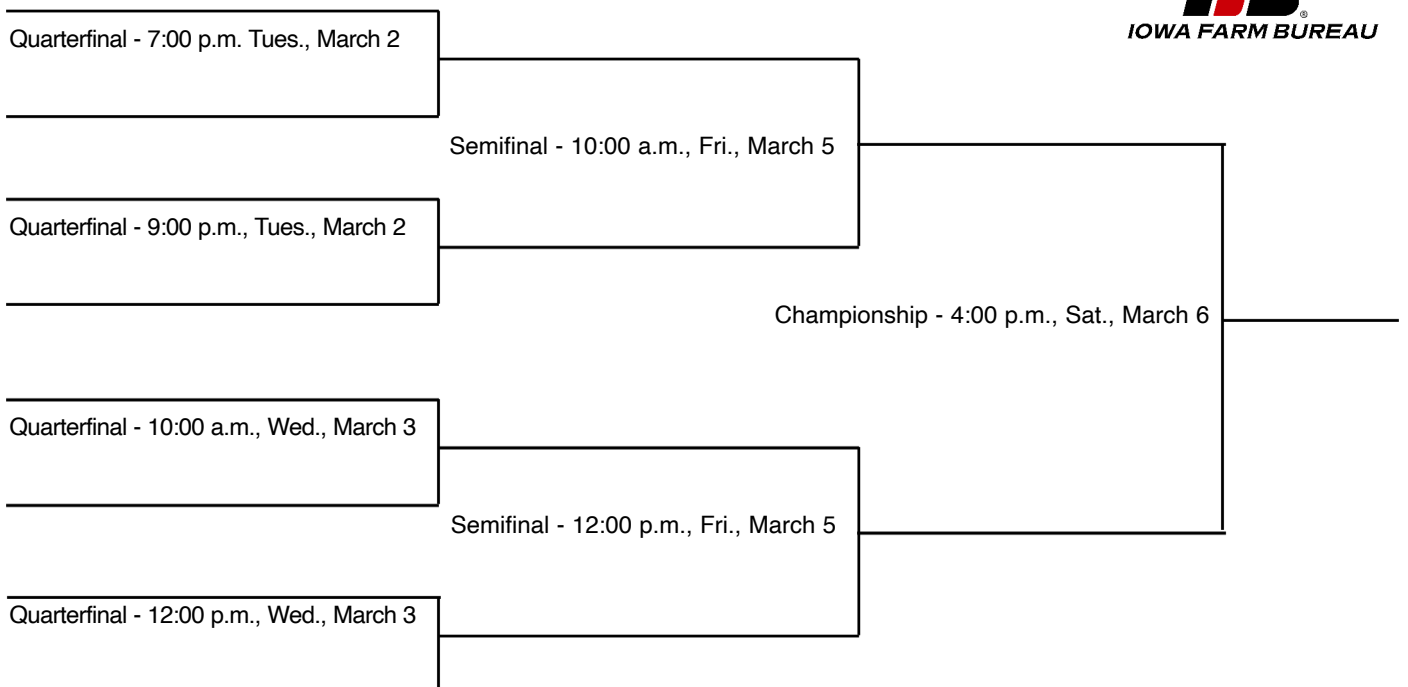 IOWA FARM BUREAU
Quarterfinal - 7:00 p.m. Tues., March 2
Semifinal - 10:00 a.m., Fri., March 5
Quarterfinal - 9:00 p.m., Tues., March 2
Championship - 4:00 p.m., Sat., March 6
Quarterfinal - 10:00 a.m., Wed., March 3
Semifinal - 12:00 p.m., Fri., March 5
Quarterfinal - 12:00 p.m., Wed., March 3